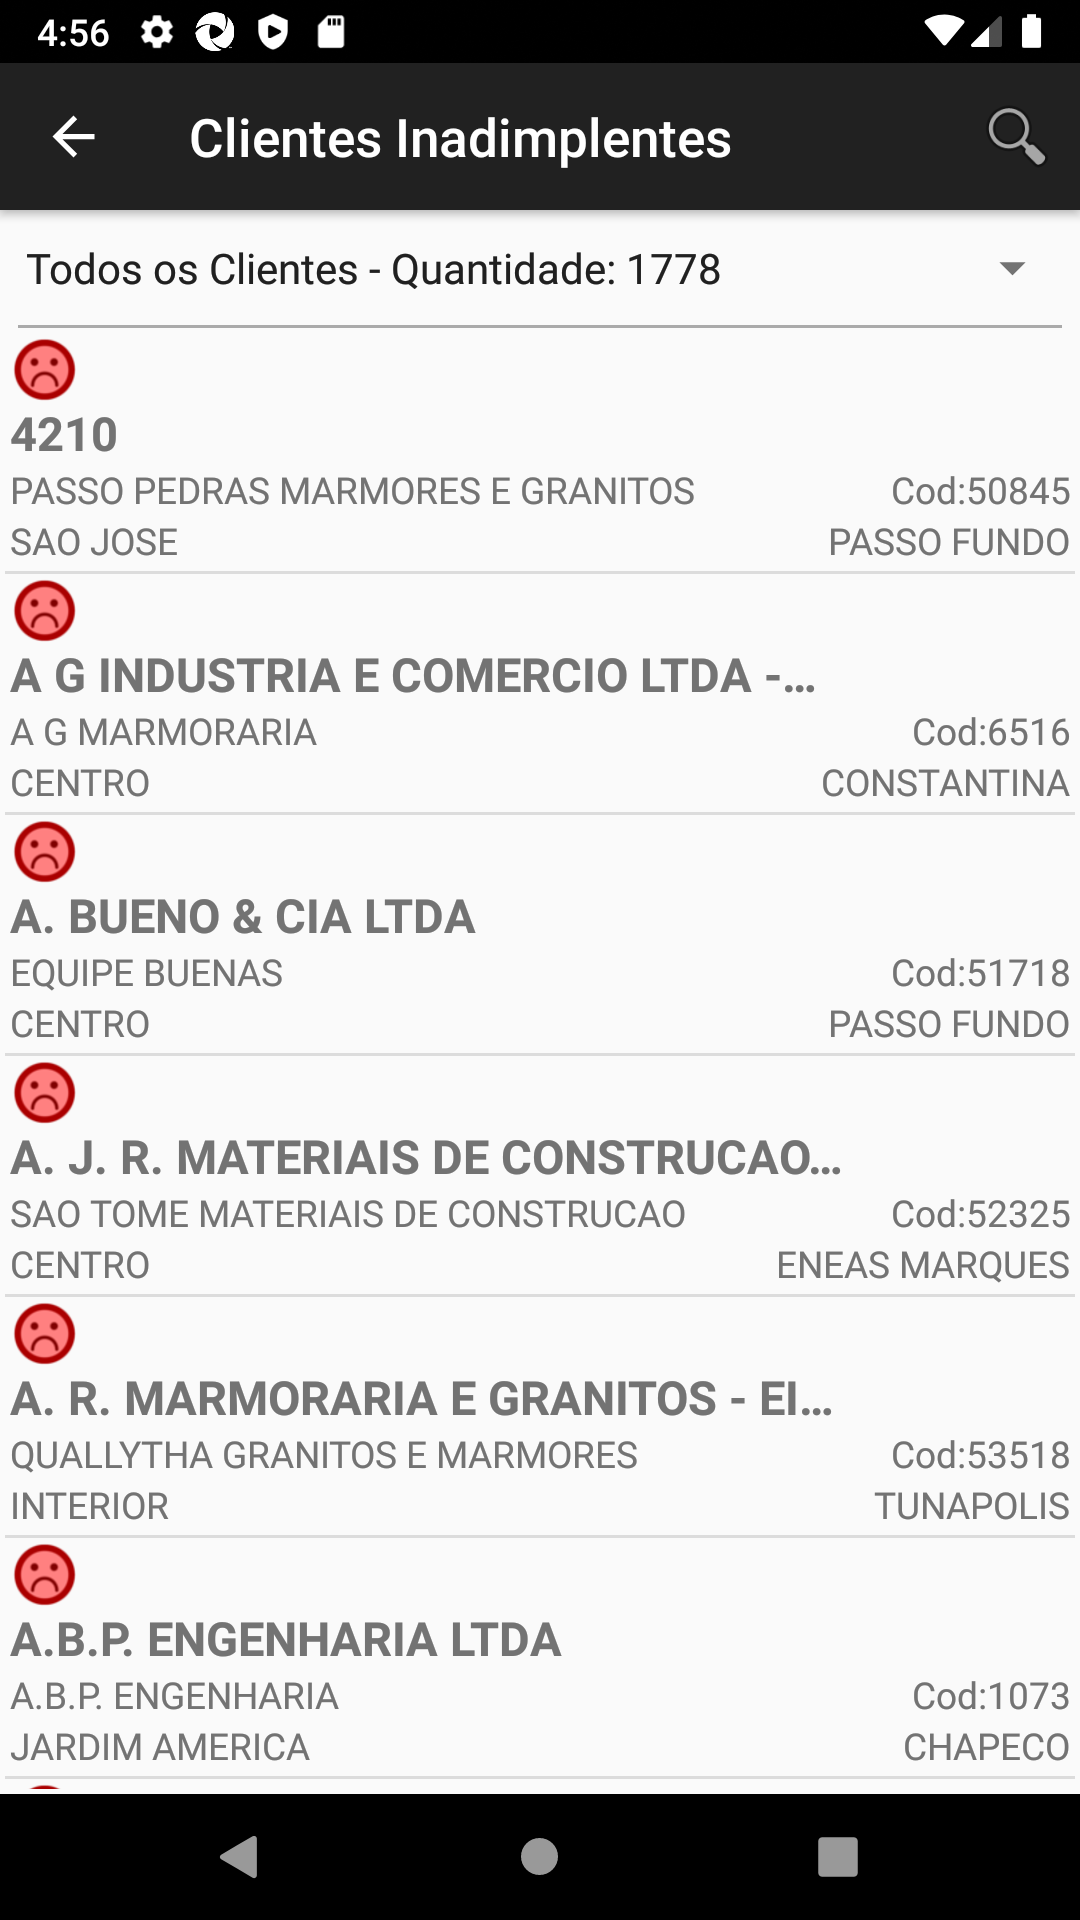 4:56
Clientes Inadimplentes
Todos os Clientes - Quantidade: 1778
4210
PASSO PEDRAS MARMORES E GRANITOS Cod:50845
SAO JOSE PASSO FUNDO
A G INDUSTRIA E COMERCIO LTDA -...
A G MARMORARIA Cod:6516
CENTRO CONSTANTINA
A. BUENO & CIA LTDA
EQUIPE BUENAS Cod:51718
CENTRO PASSO FUNDO
A. J. R. MATERIAIS DE CONSTRUCAO...
SAO TOME MATERIAIS DE CONSTRUCAO Cod:52325
CENTRO ENEAS MARQUES
A. R. MARMORARIA E GRANITOS - EI...
QUALLYTHA GRANITOS E MARMORES Cod:53518
INTERIOR TUNAPOLIS
A.B.P. ENGENHARIA LTDA
A.B.P. ENGENHARIA Cod:1073
JARDIM AMERICA CHAPECO